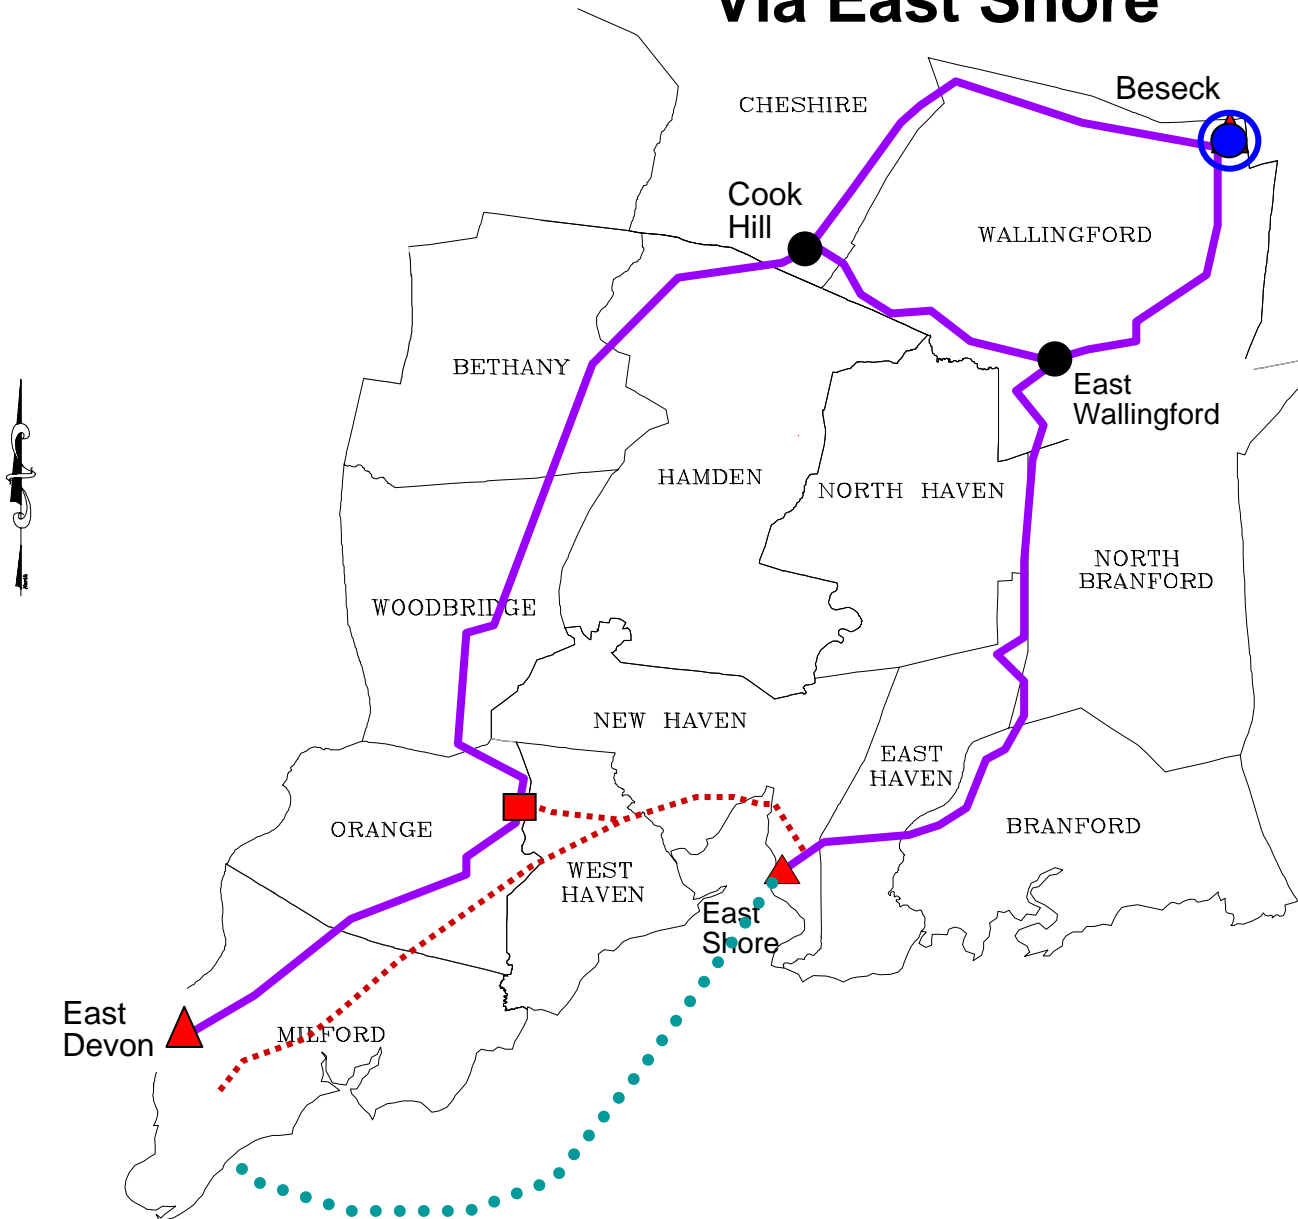 Via East Shore
Beseck
CHESHIRE
Cook
Hill
WALLINGFORD
BETHANY
East
Wallingford
HAMDEN
NORTH HAVEN
NORTH
BRANFORD
WOODBRIDGE
NEW HAVEN
EAST
HAVEN
ORANGE
BRANFORD
WEST
HAVEN
East
Shore
East
Devon
MILFORD